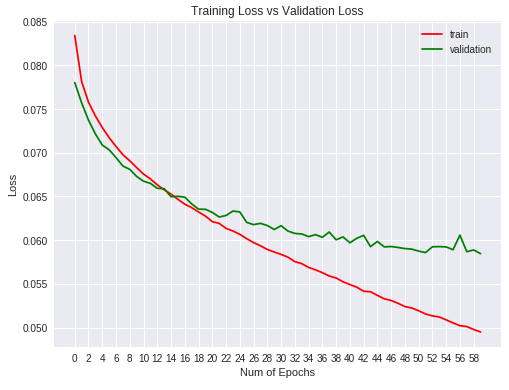 Training Loss vs Validation Loss
train
validation
0.085
0.080
0.075
0.070
0.065
0.060
0.055
0.050
Loss
0 2 4 6 8 10 12 14 16 18 20 22 24 26 28 30 32 34 36 38 40 42 44 46 48 50 52 54 56 58
Num of Epochs